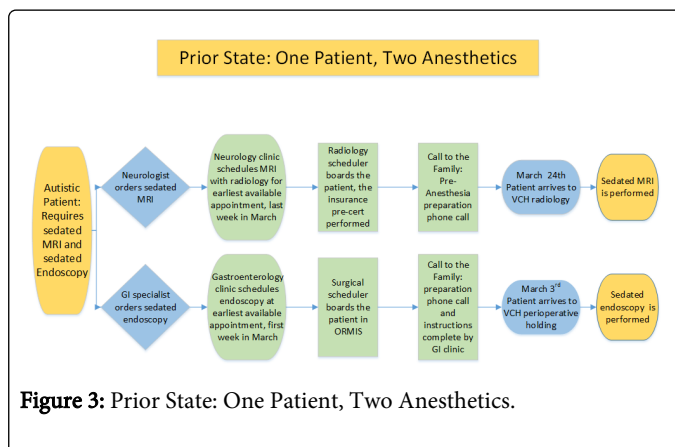 Prior State: One Patient, Two Anesthetics
Autistic
Patient:
Requires
sedated
MRI and
sedated
Endoscopy
Neurologist
orders sedated
MRI
Neurology clinic
schedules MRI
with radiology for
earliest available
appointment, last
week in March
Radiology
scheduler
boards the
patient, the
insurance
pre-cert
performed
Call to the
Family:
Pre-
Anesthesia
preparation
phone call
March 24th
Patient arrives to
VCH radiology
Sedated MRI
is performed
GI specialist
orders sedated
endoscopy
Gastroenterology
clinic schedules
endoscopy at
earliest available
appointment, first
week in March
Surgical
scheduler
boards the
patient in
ORMIS
Call to the
Family:
preparation
phone call
and
instructions
complete by
GI clinic
March 3rd
Patient arrives to
VCH perioperative
holding
Sedated
endoscopy is
performed
Figure 3: Prior State: One Patient, Two Anesthetics.